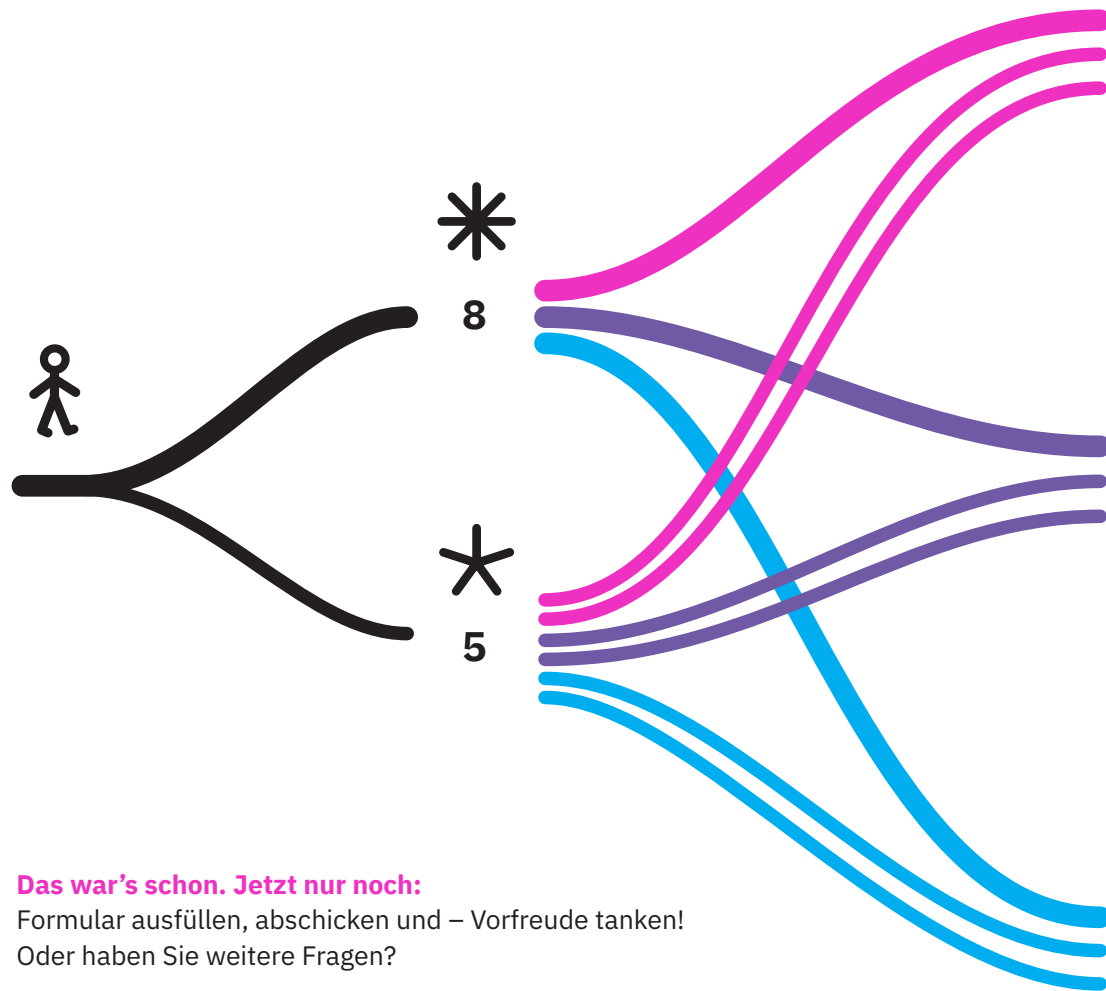 8
5
Das war’s schon. Jetzt nur noch:
Formular ausfüllen, abschicken und – Vorfreude tanken!
Oder haben Sie weitere Fragen?